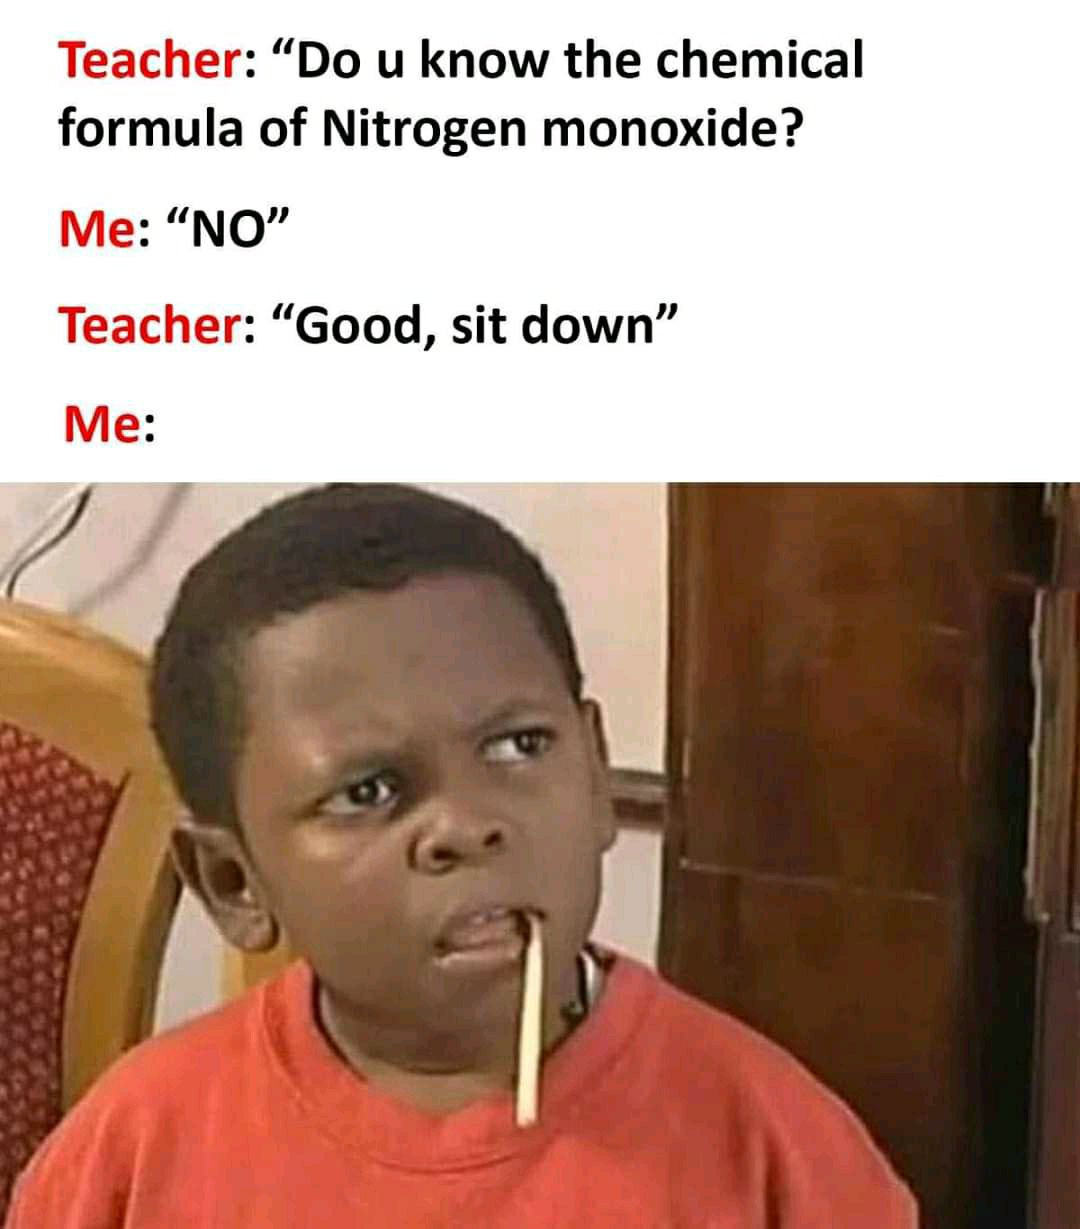 Teacher: “Do u know the chemical
formula of Nitrogen monoxide?
Me: “NO”
Teacher: “Good, sit down”
Me: